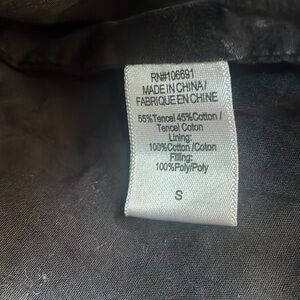 RN#106691
MADE IN CHINA/
FABRIQUE EN CHINE
55%Tencel 45%Cotton/
Tencel Coton
Lining:
100%Cotton /Coton
Filling:
100%Poly/Poly
S